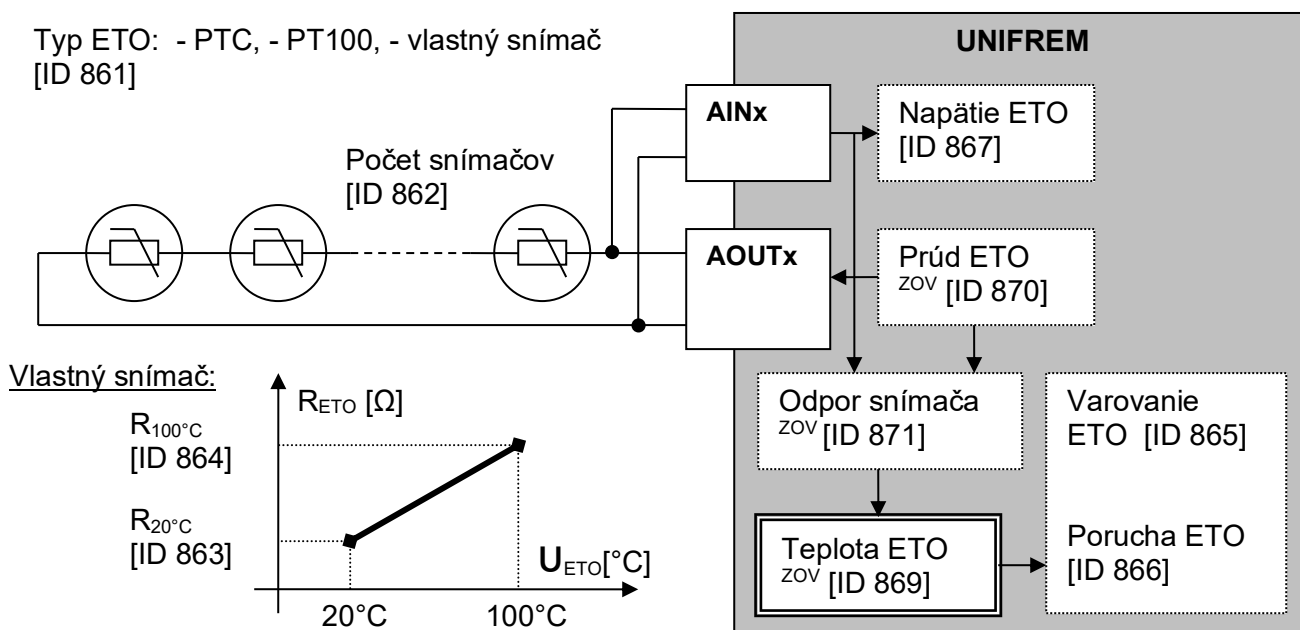 Typ ETO: - PTC, - PT100, - vlastný snímač
[ID 861]
UNIFREM
AINx
Napätie ETO
[ID 867]
Počet snímačov
[ID 862]
AOUTx
Prúd ETO
ZOV [ID 870]
Vlastný snímač:
RETO [Ω]
R100°C
[ID 864]
R20°C
[ID 863]
UETO[°C]
20°C
100°C
Odpor snímača
ZOV [ID 871]
Varovanie
ETO [ID 865]
Teplota ETO
ZOV [ID 869]
Porucha ETO
[ID 866]